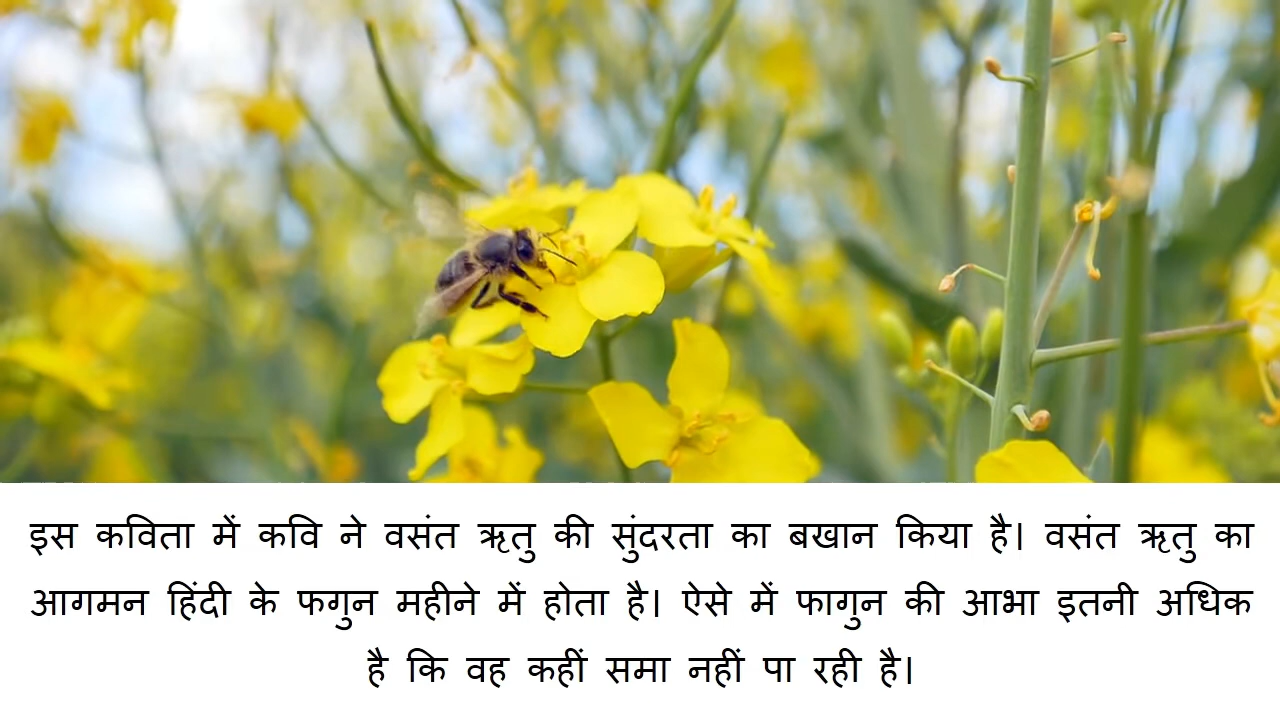 इस कविता में कवि ने वसंत ऋतु की सुंदरता का बखान किया है। वसंत ऋतु का
आगमन हिंदी के फगुन महीने में होता है। ऐसे में फागुन की आभा इतनी अधिक
है कि वह कहीं समा नहीं पा रही है।